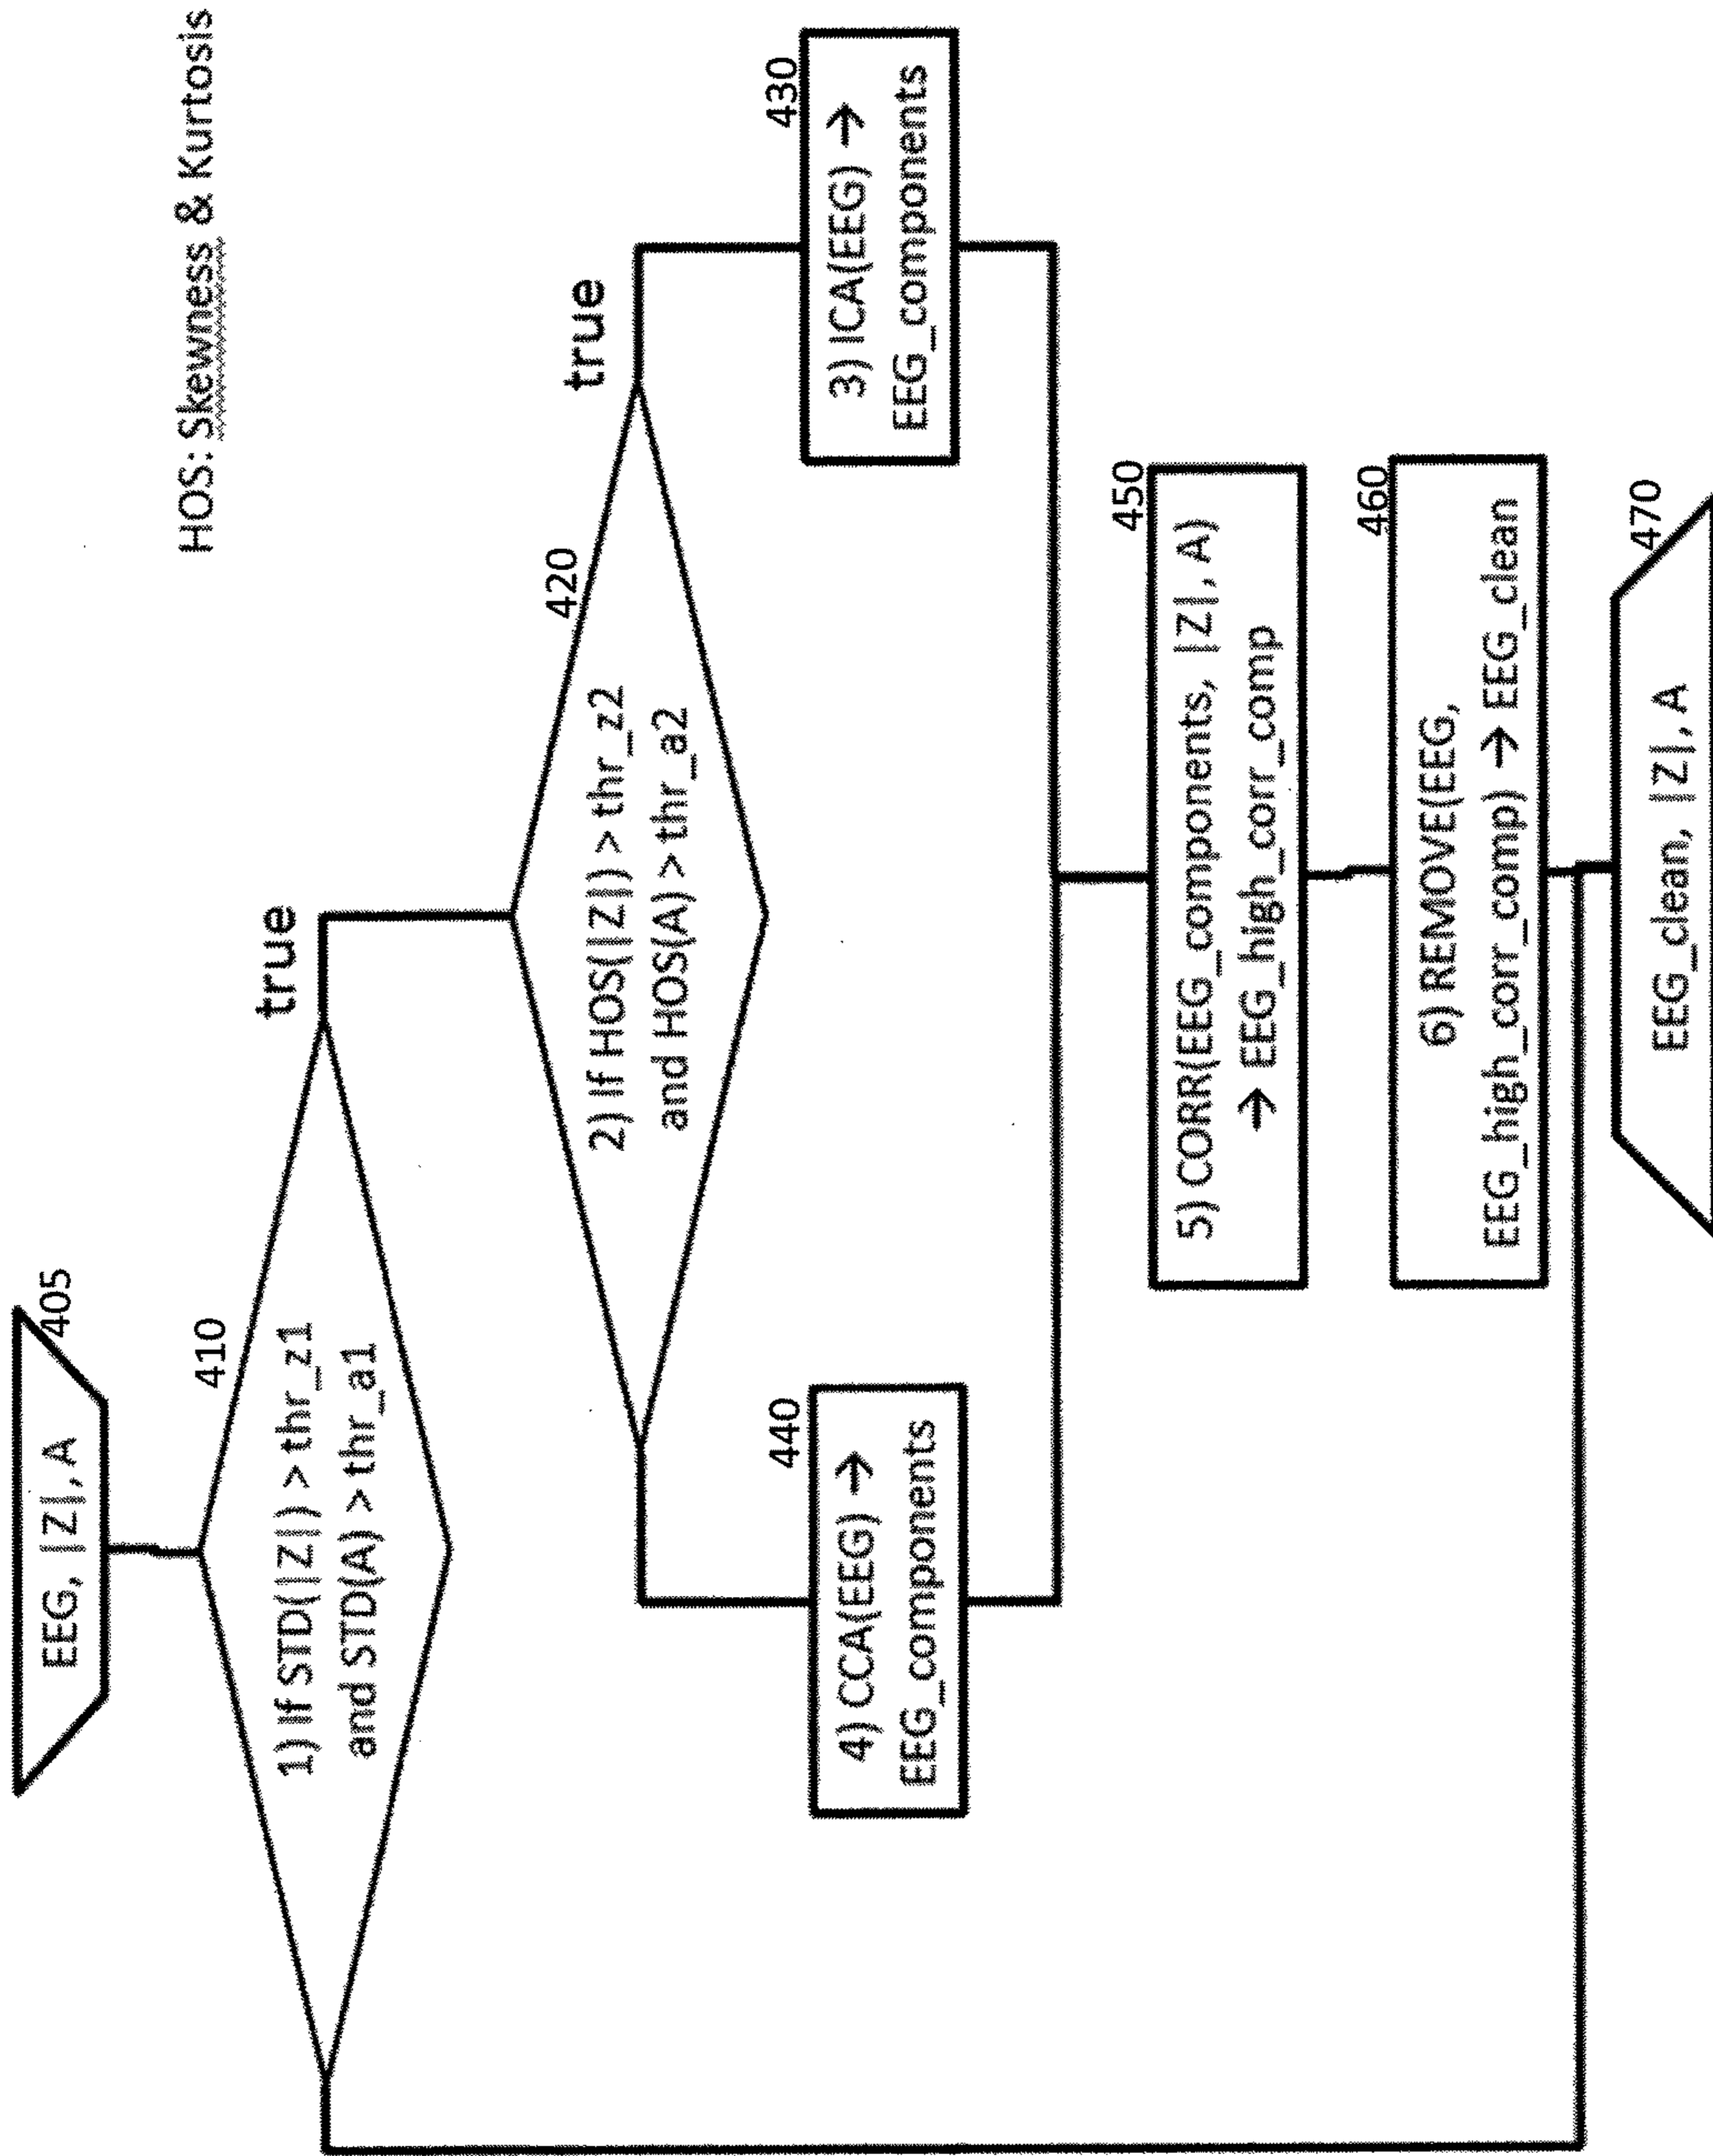 HOS: Skewness & Kurtosis
EEG, |Z|, A
405
410
1) If STD(|Z|) > thr_z1
and STD(A) > thr_a1
true
420
2) If HOS(|Z|) > thr_z2
and HOS(A) > thr_a2
true
440
4) CCA(EEG) →
EEG_components
430
3) ICA(EEG) →
EEG_components
450
5) CORR(EEG_components, |Z|, A)
→ EEG_high_corr_comp
460
6) REMOVE(EEG,
EEG_high_corr_comp) → EEG_clean
470
EEG_clean, |Z|, A